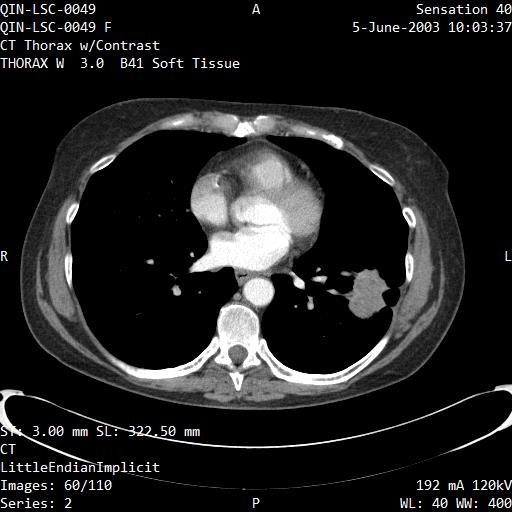 QIN-LSC-0049
A
Sensation 40
QIN-LSC-0049 F
5-June-2003 10:03:37
CT Thorax w/Contrast
THORAX W 3.0 B41 Soft Tissue
R
L
ST: 3.00 mm SL: 322.50 mm
CT
LittleEndianImplicit
Images: 60/110
192 mA 120kV
Series: 2
P
WL: 40 WW: 400